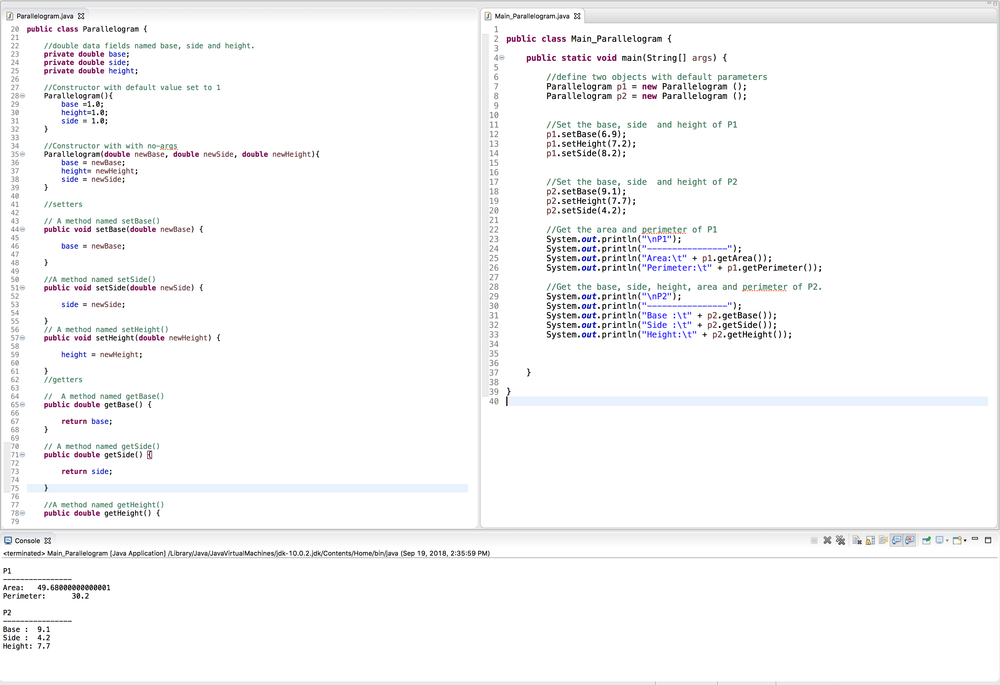 Parallelogram.java
20 public class Parallelogram {
21
22 //double data fields named base, side and height.
23 private double base;
24 private double side;
25 private double height;
26
27 //Constructor with default value set to 1
28 Parallelogram(){
29 base =1.0;
30 height=1.0;
31 side = 1.0;
32 }
33
34 //Constructor with with no-args
35 Parallelogram(double newBase, double newSide, double newHeight){
36 base = newBase;
37 height= newHeight;
38 side = newSide;
39 }
40
41 //setters
42
43 // A method named setBase()
44 public void setBase(double newBase) {
45
46 base = newBase;
47
48 }
49
50 //A method named setSide()
51 public void setSide(double newSide) {
52
53 side = newSide;
54
55 }
56 // A method named setHeight()
57 public void setHeight(double newHeight) {
58
59 height = newHeight;
60
61 }
62 //getters
63
64 //  A method named getBase()
65 public double getBase() {
66
67 return base;
68 }
69
70 // A method named getSide()
71 public double getSide() {
72
73 return side;
74
75 }
76
77 //A method named getHeight()
78 public double getHeight() {
79
Main_Parallelogram.java
1
2 public class Main_Parallelogram {
3
4 public static void main(String[] args) {
5
6 //define two objects with default parameters
7 Parallelogram p1 = new Parallelogram ();
8 Parallelogram p2 = new Parallelogram ();
9
10
11 //Set the base, side  and height of P1
12 p1.setBase(6.9);
13 p1.setHeight(7.2);
14 p1.setSide(8.2);
15
16
17 //Set the base, side  and height of P2
18 p2.setBase(9.1);
19 p2.setHeight(7.7);
20 p2.setSide(4.2);
21
22 //Get the area and perimeter of P1
23 System.out.println("\nP1");
24 System.out.println("----------------");
25 System.out.println("Area:\t" + p1.getArea());
26 System.out.println("Perimeter:\t" + p1.getPerimeter());
27
28 //Get the base, side, height, area and perimeter of P2.
29 System.out.println("\nP2");
30 System.out.println("----------------");
31 System.out.println("Base :\t" + p2.getBase());
32 System.out.println("Side :\t" + p2.getSide());
33 System.out.println("Height:\t" + p2.getHeight());
34
35
36
37 }
38
39 }
40
Console
<terminated> Main_Parallelogram [Java Application] /Library/Java/JavaVirtualMachines/jdk-10.0.2.jdk/Contents/Home/bin/java (Sep 19, 2018, 2:35:59 PM)
P1
----------------
Area:   49.68000000000001
Perimeter:      30.2
P2
----------------
Base :  9.1
Side :  4.2
Height: 7.7